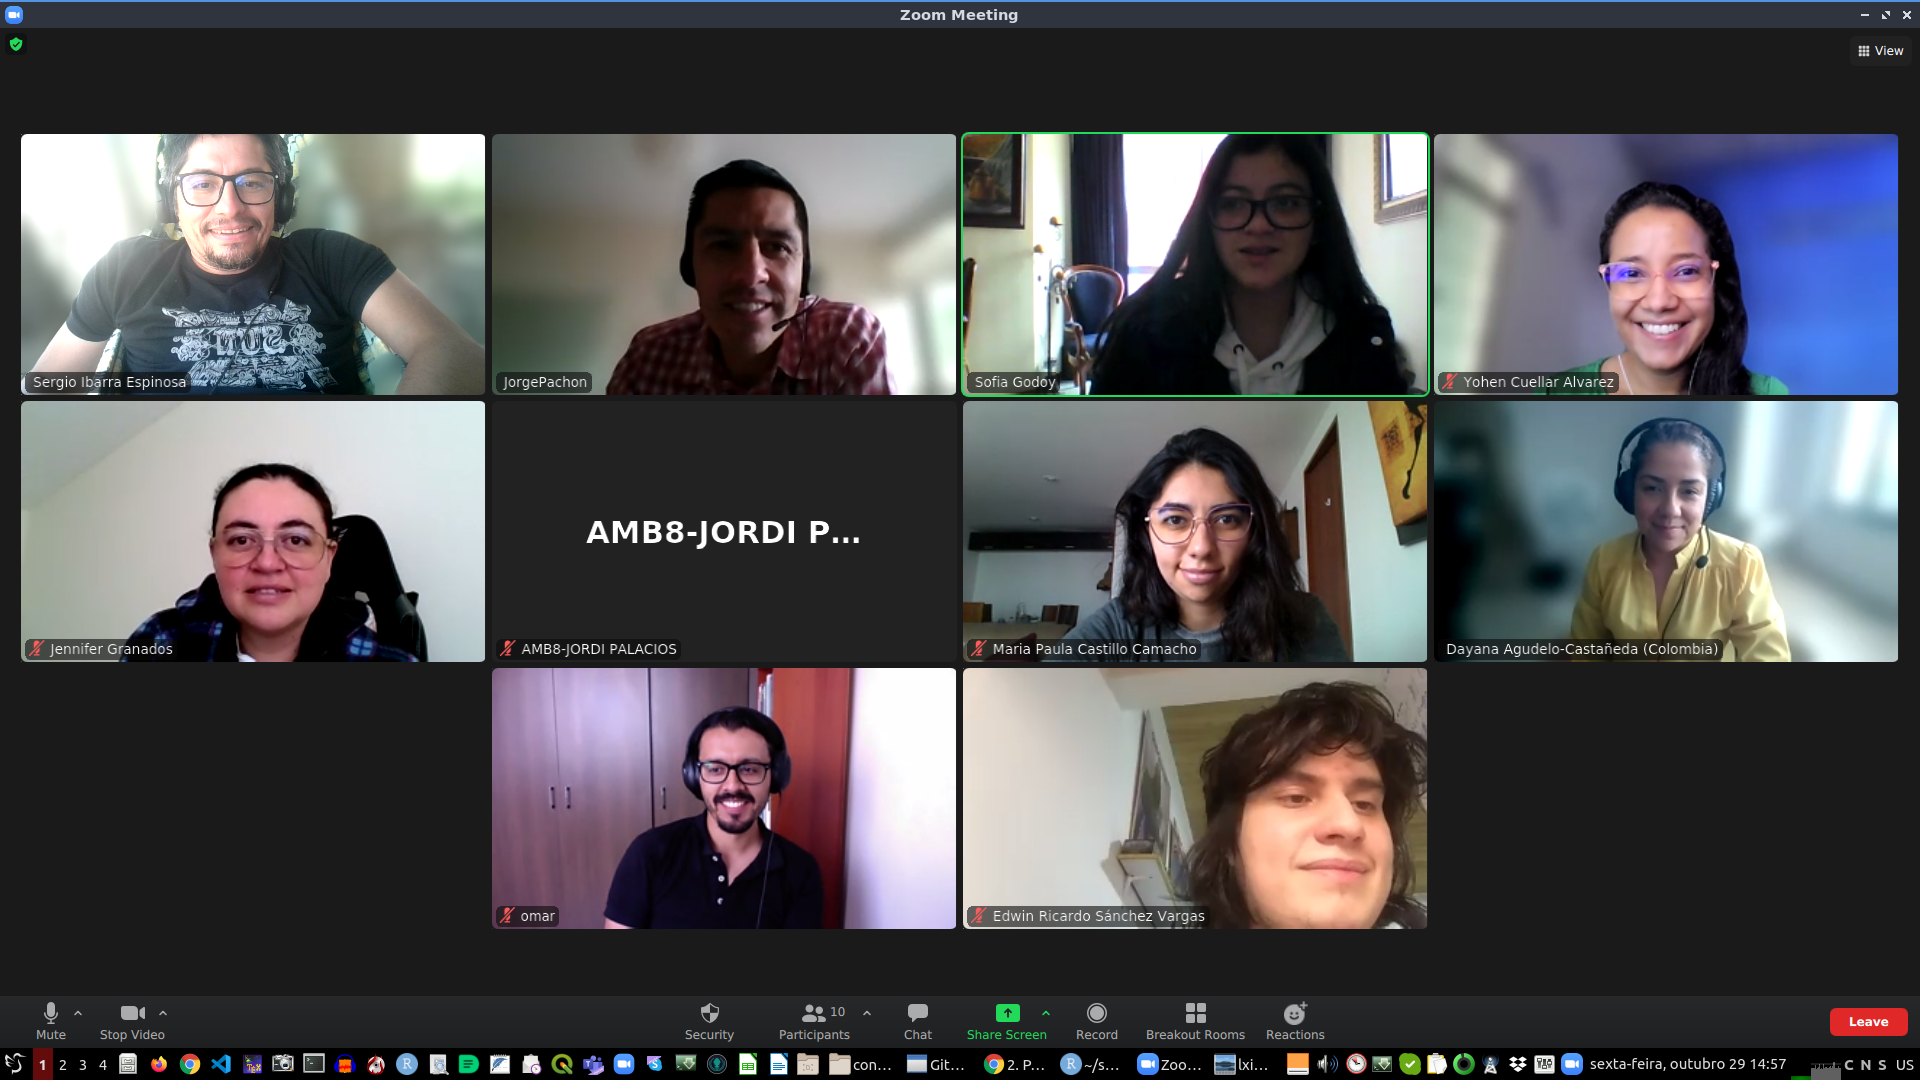 Zoom Meeting
View
Sergio Ibarra Espinosa
JorgePachon
Sofia Godoy
Yohen Cuellar Alvarez
Jennifer Granados
AMB8-JORDI P...
AMB8-JORDI PALACIOS
Maria Paula Castillo Camacho
Dayana Agudelo-Castañeda (Colombia)
omar
Edwin Ricardo Sánchez Vargas
Mute
Stop Video
Security
10
Participants
Chat
Share Screen
Record
Breakout Rooms
Reactions
Leave
1 2 3 4 con... Git... 2. P... ~/s... Zoo... lxi... sexta-feira, outubro 29 14:57 C N S US